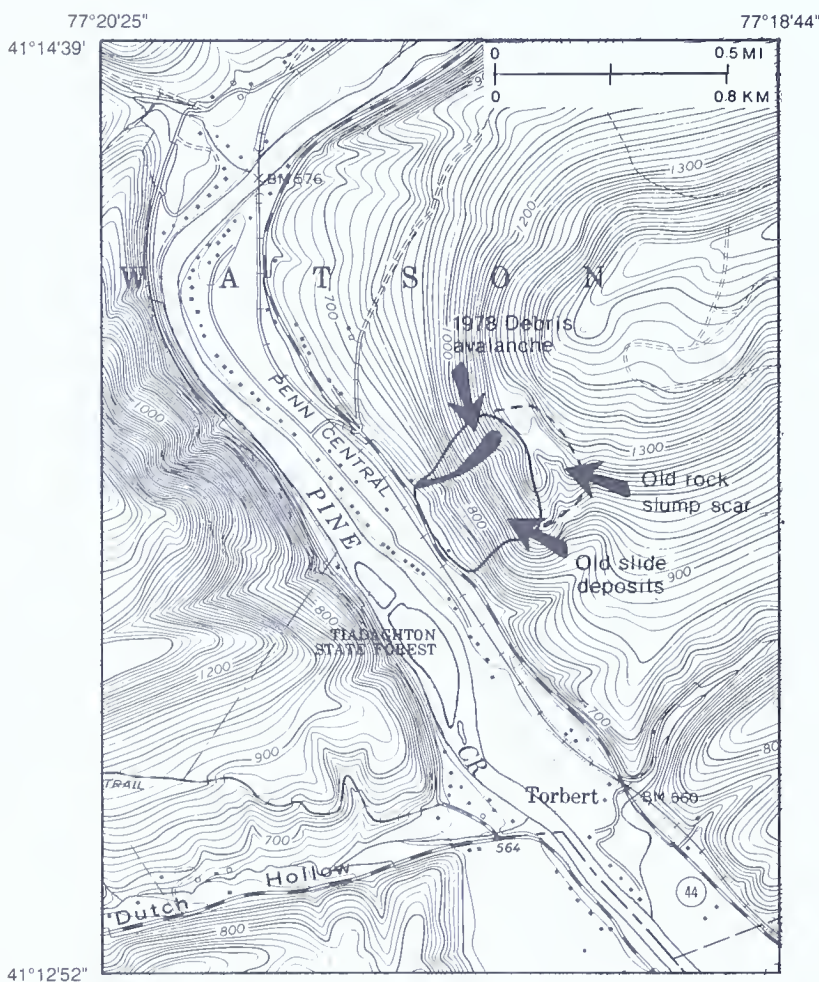 77°20'25"
77°18'44"
41°14'39'
0
0.5 MI
0
0.8 KM
BM 576
1300
1200
W A T S O N
700
1978 Debris
avalanche
1000
1000
PENN CENTRAL
1300
Old rock
slump scar
PINE
800
Old slide
deposits
900
800
TIADAGHTON
STATE FOREST
1200
700
900
CR
700
80
TRAIL
Torbert
BM 560
700
564
Hollow
44
Dutch
800
41°12'52"